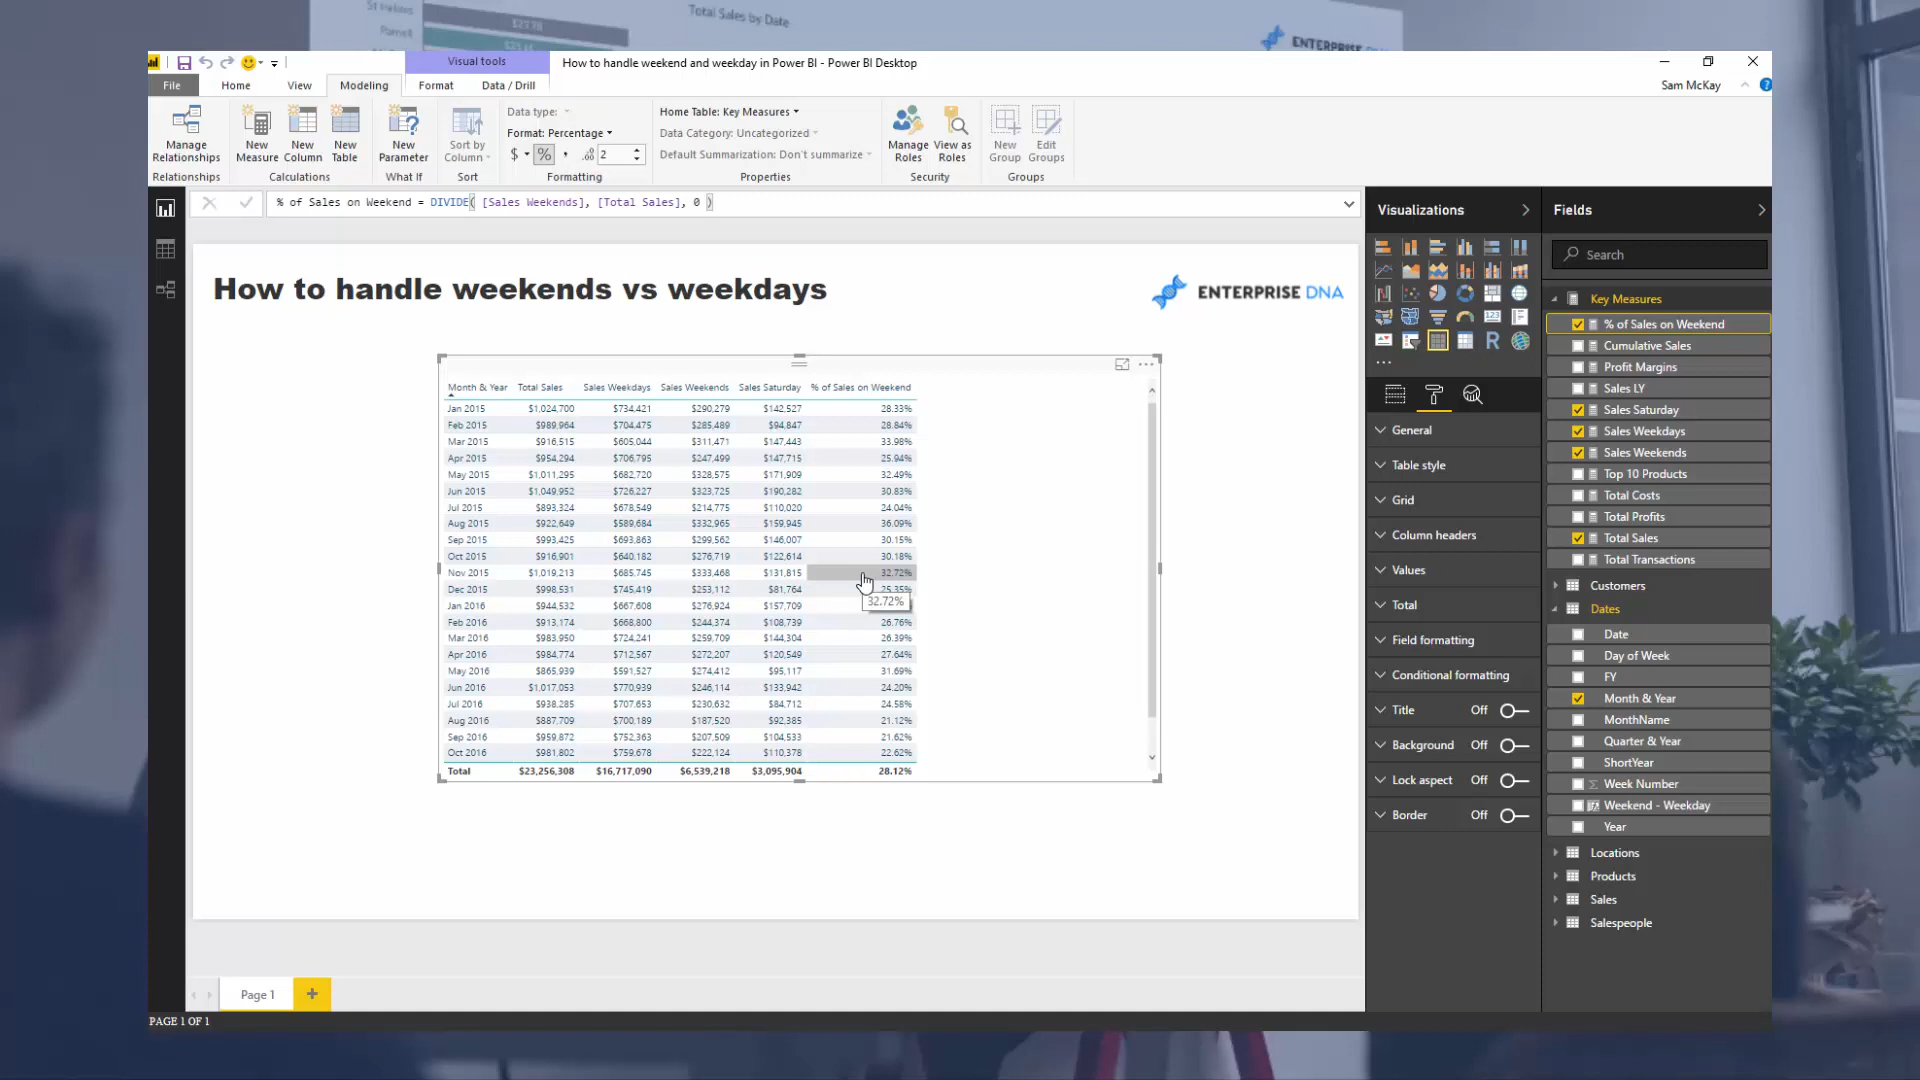 St Helens
$23.2B
Total Sales by Date
Parnell
ENTERPRISE DNA
Visual tools
How to handle weekend and weekday in Power BI - Power BI Desktop
File Home View Modeling Format Data / Drill Sam McKay
Manage Relationships
New Measure
New Column
New Table
New Parameter
Sort by Column
Data type:
Format: Percentage
$ % , 2
Home Table: Key Measures
Data Category: Uncategorized
Default Summarization: Don't summarize
Manage Roles
View as Roles
New Group
Edit Groups
Relationships Calculations What If Sort Formatting Properties Security Groups
% of Sales on Weekend = DIVIDE( [Sales Weekends], [Total Sales], 0 )
How to handle weekends vs weekdays
ENTERPRISE DNA
Month & Year Total Sales Sales Weekdays Sales Weekends Sales Saturday % of Sales on Weekend
Jan 2015 $1,024,700 $734,421 $290,279 $142,527 28.33%
Feb 2015 $989,964 $704,475 $285,489 $94,847 28.84%
Mar 2015 $916,515 $605,044 $311,471 $147,443 33.98%
Apr 2015 $954,294 $706,795 $247,499 $147,715 25.94%
May 2015 $1,011,295 $682,720 $328,575 $171,909 32.49%
Jun 2015 $1,049,952 $726,227 $323,725 $190,282 30.83%
Jul 2015 $893,324 $678,549 $214,775 $110,020 24.04%
Aug 2015 $922,649 $589,684 $332,965 $159,945 36.09%
Sep 2015 $993,425 $693,863 $299,562 $146,007 30.15%
Oct 2015 $916,901 $640,182 $276,719 $122,614 30.18%
Nov 2015 $1,019,213 $685,745 $333,468 $131,815 32.72%
Dec 2015 $998,531 $745,419 $253,112 $81,764 25.35%
Jan 2016 $944,532 $667,608 $276,924 $157,709
32.72%
Feb 2016 $913,174 $668,800 $244,374 $108,739 26.76%
Mar 2016 $983,950 $724,241 $259,709 $144,304 26.39%
Apr 2016 $984,774 $712,567 $272,207 $120,549 27.64%
May 2016 $865,939 $591,527 $274,412 $95,117 31.69%
Jun 2016 $1,017,053 $770,939 $246,114 $133,942 24.20%
Jul 2016 $938,285 $707,653 $230,632 $84,712 24.58%
Aug 2016 $887,709 $700,189 $187,520 $92,385 21.12%
Sep 2016 $959,872 $752,363 $207,509 $104,533 21.62%
Oct 2016 $981,802 $759,678 $222,124 $110,378 22.62%
Total $23,256,308 $16,717,090 $6,539,218 $3,095,904 28.12%
Visualizations
General
Table style
Grid
Column headers
Values
Total
Field formatting
Conditional formatting
Title Off
Background Off
Lock aspect Off
Border Off
Fields
Search
Key Measures
% of Sales on Weekend
Cumulative Sales
Profit Margins
Sales LY
Sales Saturday
Sales Weekdays
Sales Weekends
Top 10 Products
Total Costs
Total Profits
Total Sales
Total Transactions
Customers
Dates
Date
Day of Week
FY
Month & Year
MonthName
Quarter & Year
ShortYear
Week Number
Weekend - Weekday
Year
Locations
Products
Sales
Salespeople
Page 1
PAGE 1 OF 1